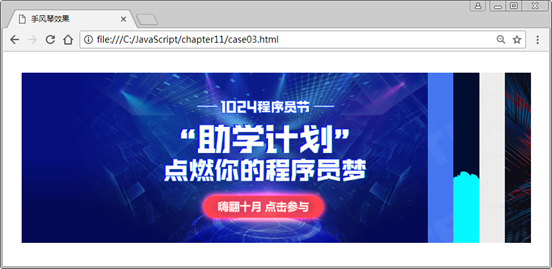 手风琴效果
file:///C:/JavaScript/chapter11/case03.html
1024程序员节
“助学计划”
点燃你的程序员梦
嗨翻十月 点击参与